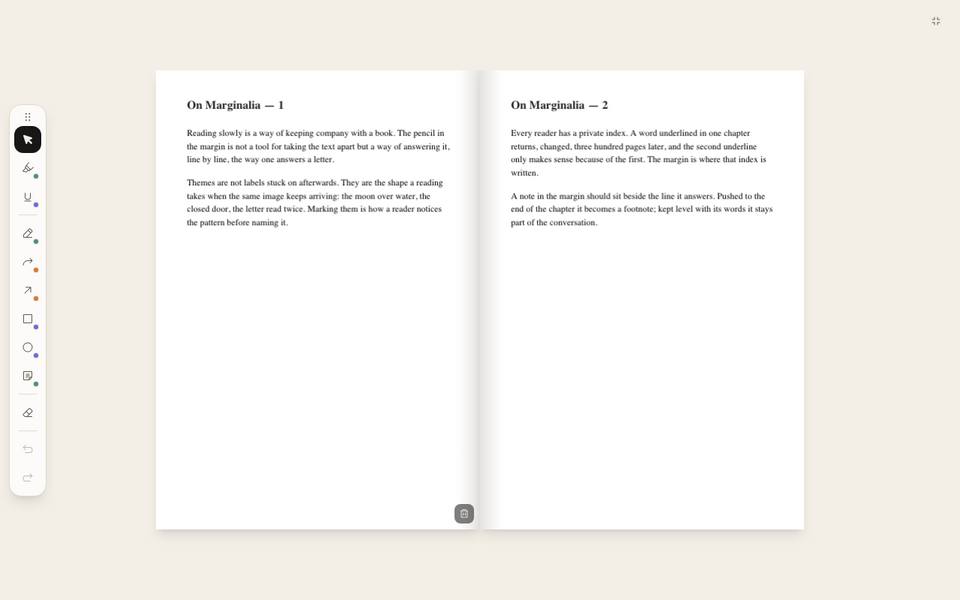 On Marginalia — 1
Reading slowly is a way of keeping company with a book. The pencil in
the margin is not a tool for taking the text apart but a way of answering it,
line by line, the way one answers a letter.
Themes are not labels stuck on afterwards. They are the shape a reading
takes when the same image keeps arriving: the moon over water, the
closed door, the letter read twice. Marking them is how a reader notices
the pattern before naming it.
On Marginalia — 2
Every reader has a private index. A word underlined in one chapter
returns, changed, three hundred pages later, and the second underline
only makes sense because of the first. The margin is where that index is
written.
A note in the margin should sit beside the line it answers. Pushed to the
end of the chapter it becomes a footnote; kept level with its words it stays
part of the conversation.